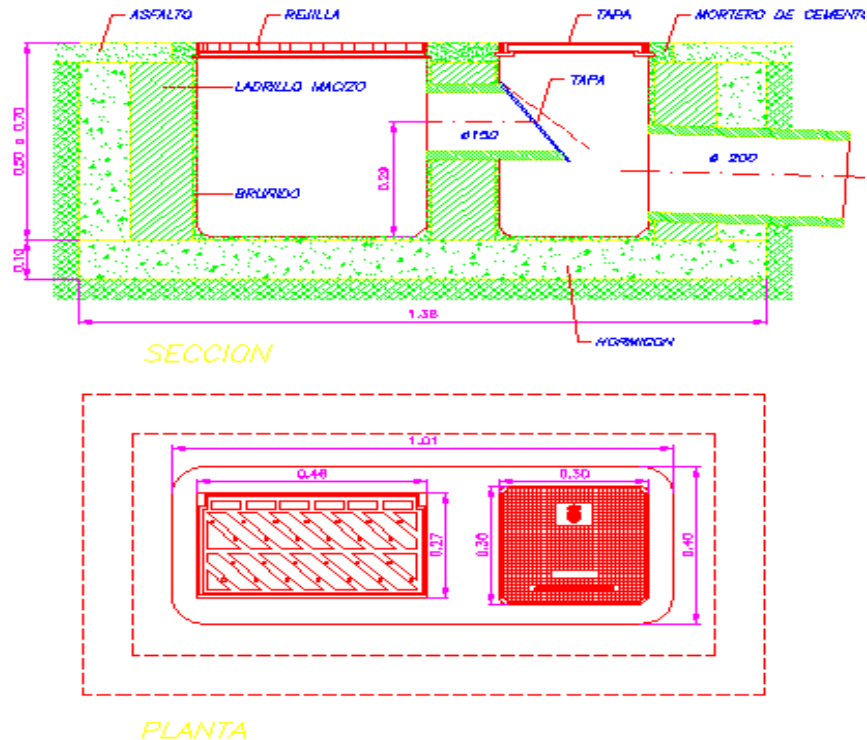 ASFALTO
REJILLA
TAPA
MORTERO DE CEMENTO
LADRILLO MACIZO
TAPA
ø150
ø 200
0.50 a 0.70
0.29
BRUÑIDO
0.10
1.38
HORMIGON
SECCION
1.01
0.46
0.30
0.27
0.30
0.40
PLANTA